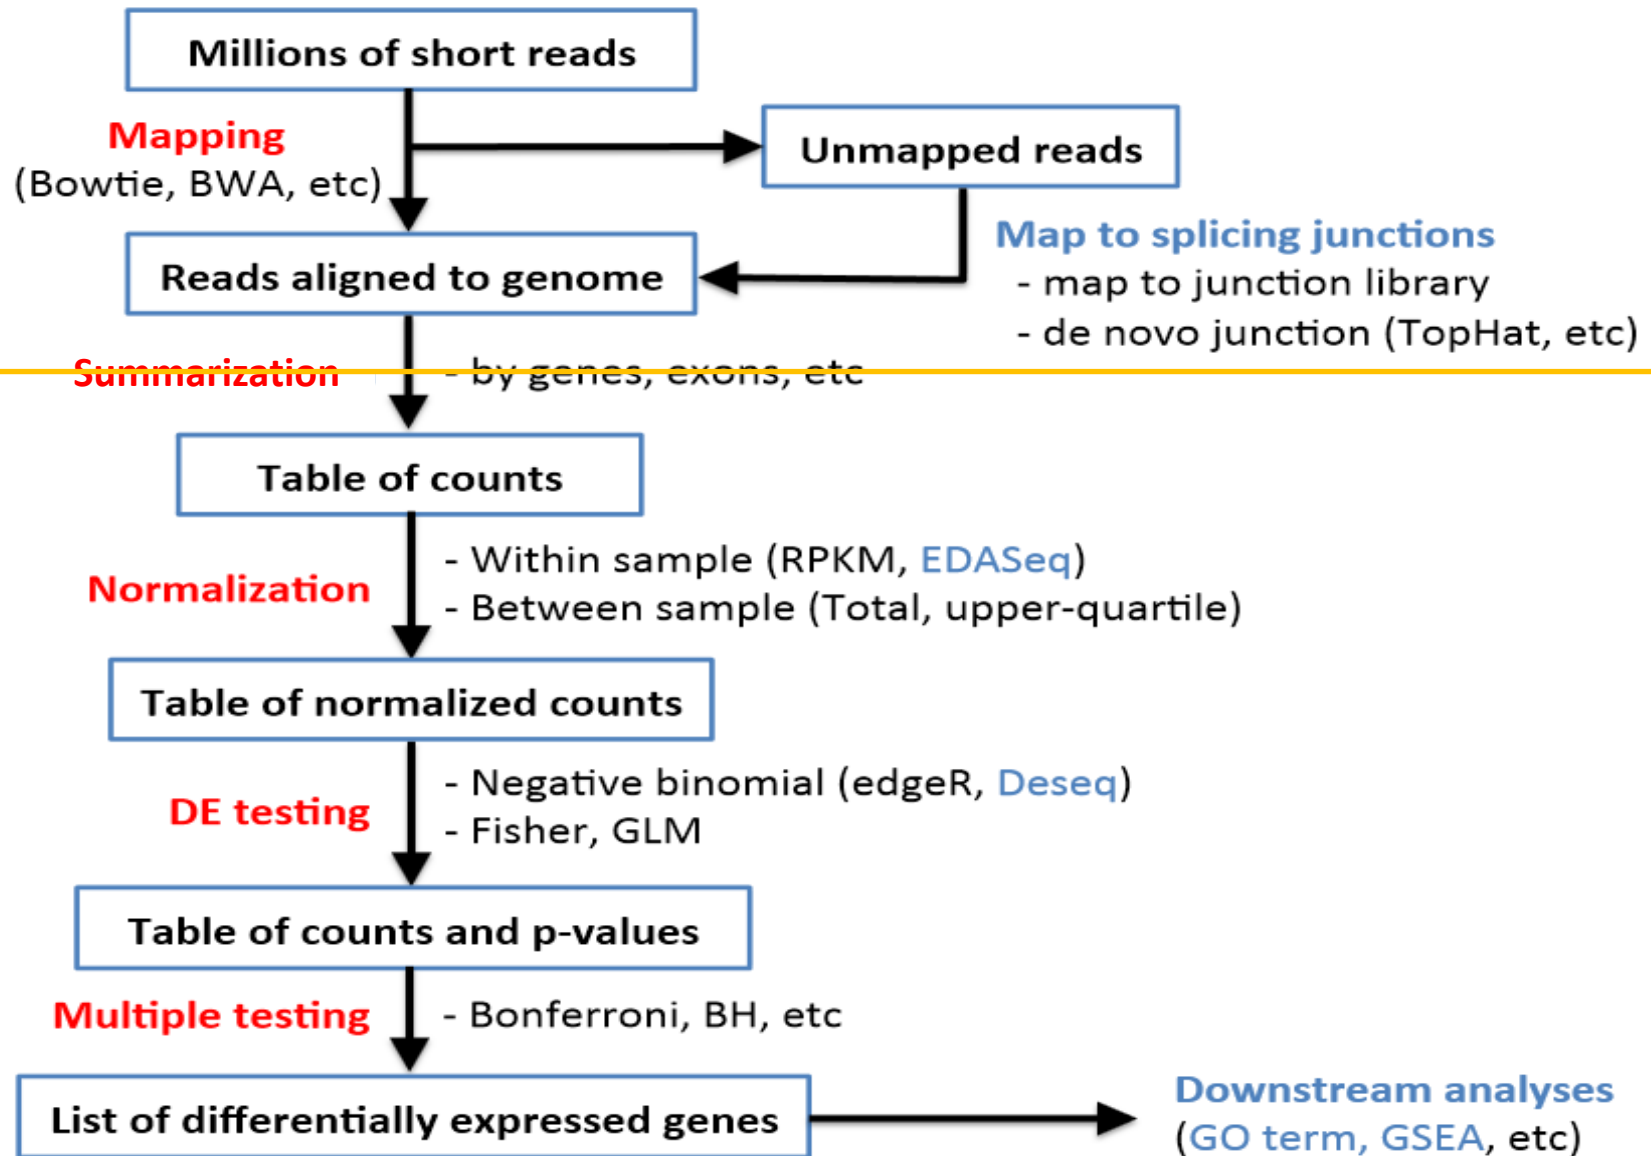 Millions of short reads
Mapping
(Bowtie, BWA, etc)
Unmapped reads
Map to splicing junctions
- map to junction library
- de novo junction (TopHat, etc)
Reads aligned to genome
Summarization
- by genes, exons, etc
Table of counts
Normalization
- Within sample (RPKM, EDASeq)
- Between sample (Total, upper-quartile)
Table of normalized counts
DE testing
- Negative binomial (edgeR, Deseq)
- Fisher, GLM
Table of counts and p-values
Multiple testing
- Bonferroni, BH, etc
List of differentially expressed genes
Downstream analyses
(GO term, GSEA, etc)